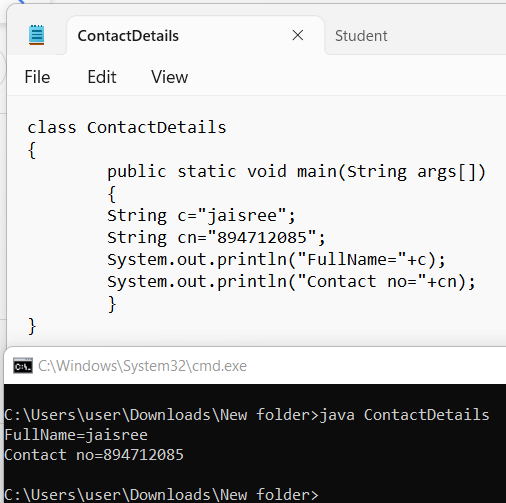 ContactDetails
Student
File Edit View
class ContactDetails
{
public static void main(String args[])
{
String c="jaisree";
String cn="894712085";
System.out.println("FullName="+c);
System.out.println("Contact no="+cn);
}
}
C:\Windows\System32\cmd.exe
C:\Users\user\Downloads\New folder>java ContactDetails
FullName=jaisree
Contact no=894712085
C:\Users\user\Downloads\New folder>